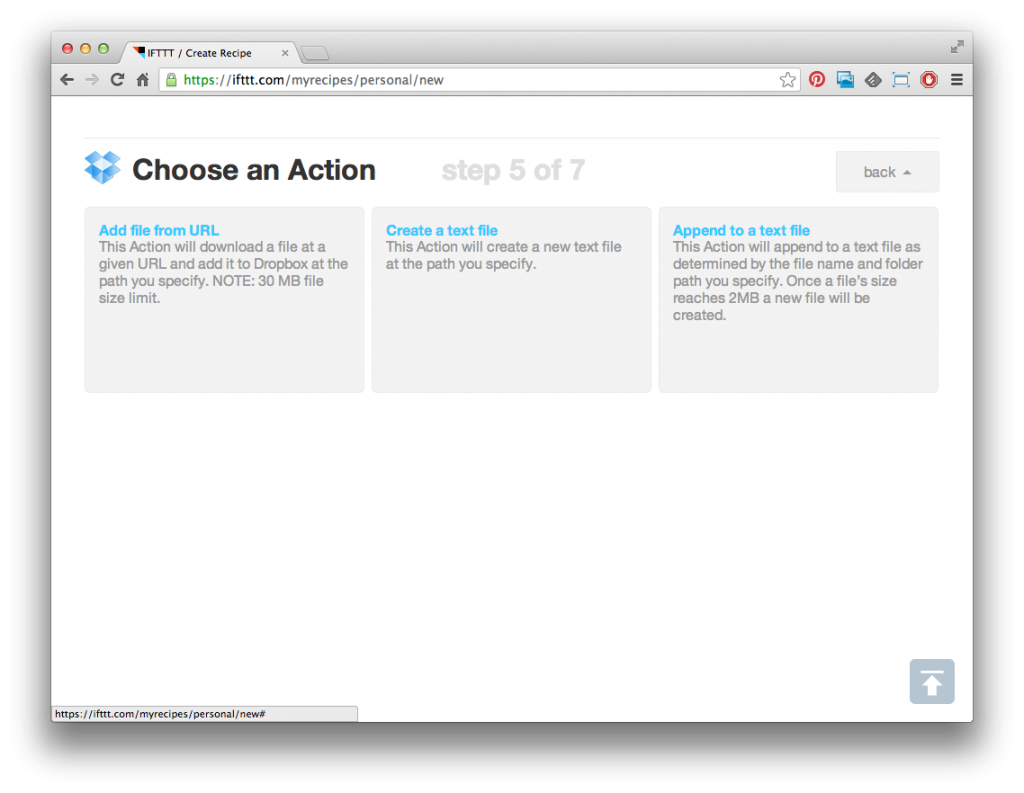 IFTTT / Create Recipe
https://ifttt.com/myrecipes/personal/new
Choose an Action
step 5 of 7
back
Add file from URL
This Action will download a file at a
given URL and add it to Dropbox at the
path you specify. NOTE: 30 MB file
size limit.
Create a text file
This Action will create a new text file
at the path you specify.
Append to a text file
This Action will append to a text file as
determined by the file name and folder
path you specify. Once a file's size
reaches 2MB a new file will be
created.
https://ifttt.com/myrecipes/personal/new#